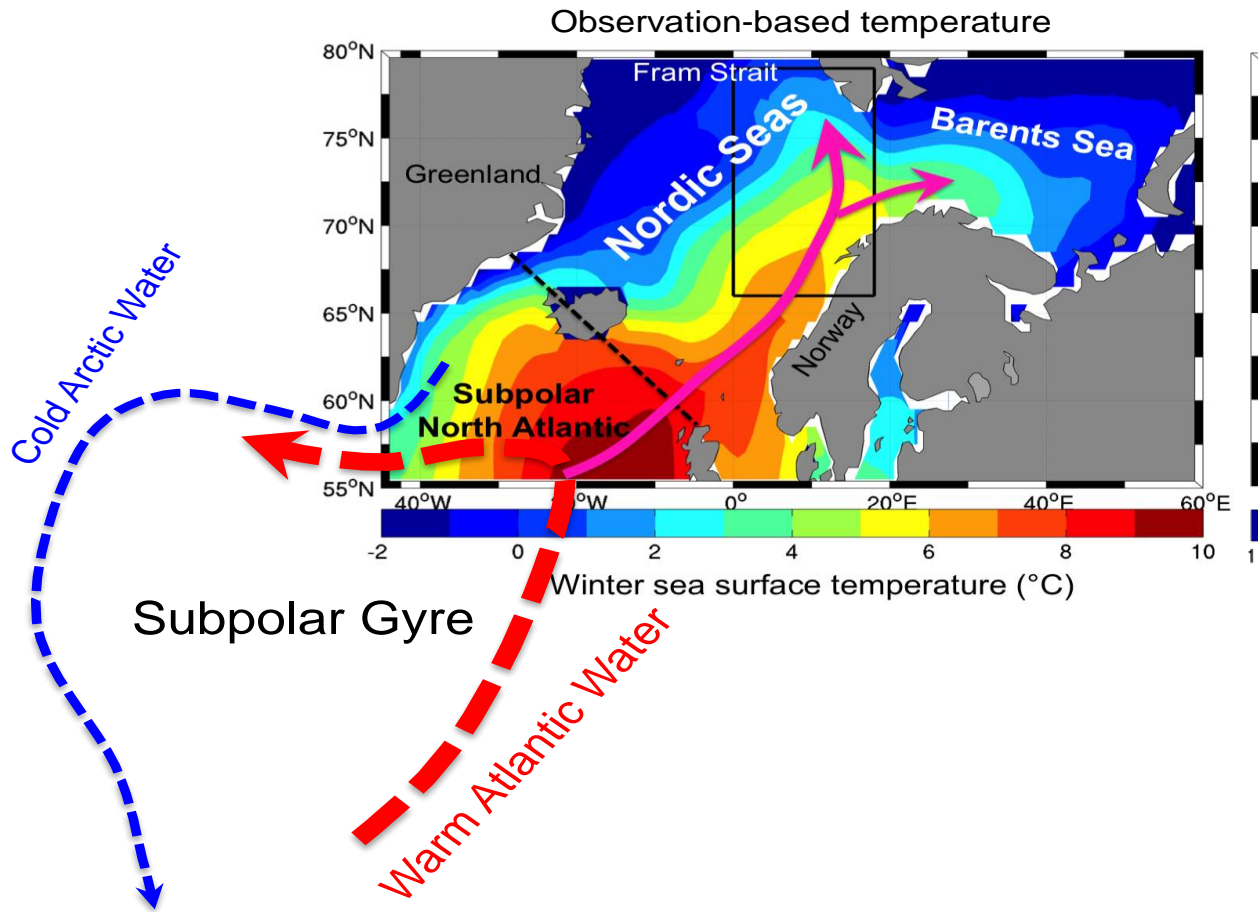 Observation-based temperature
80°N
75°N
70°N
65°N
60°N
55°N
Fram Strait
Nordic Seas
Barents Sea
Greenland
Norway
Subpolar
North Atlantic
40°W
20°W
0°
20°E
40°E
60°E
-2
0
2
4
6
8
10
1
Winter sea surface temperature (°C)
Cold Arctic Water
Subpolar Gyre
Warm Atlantic Water